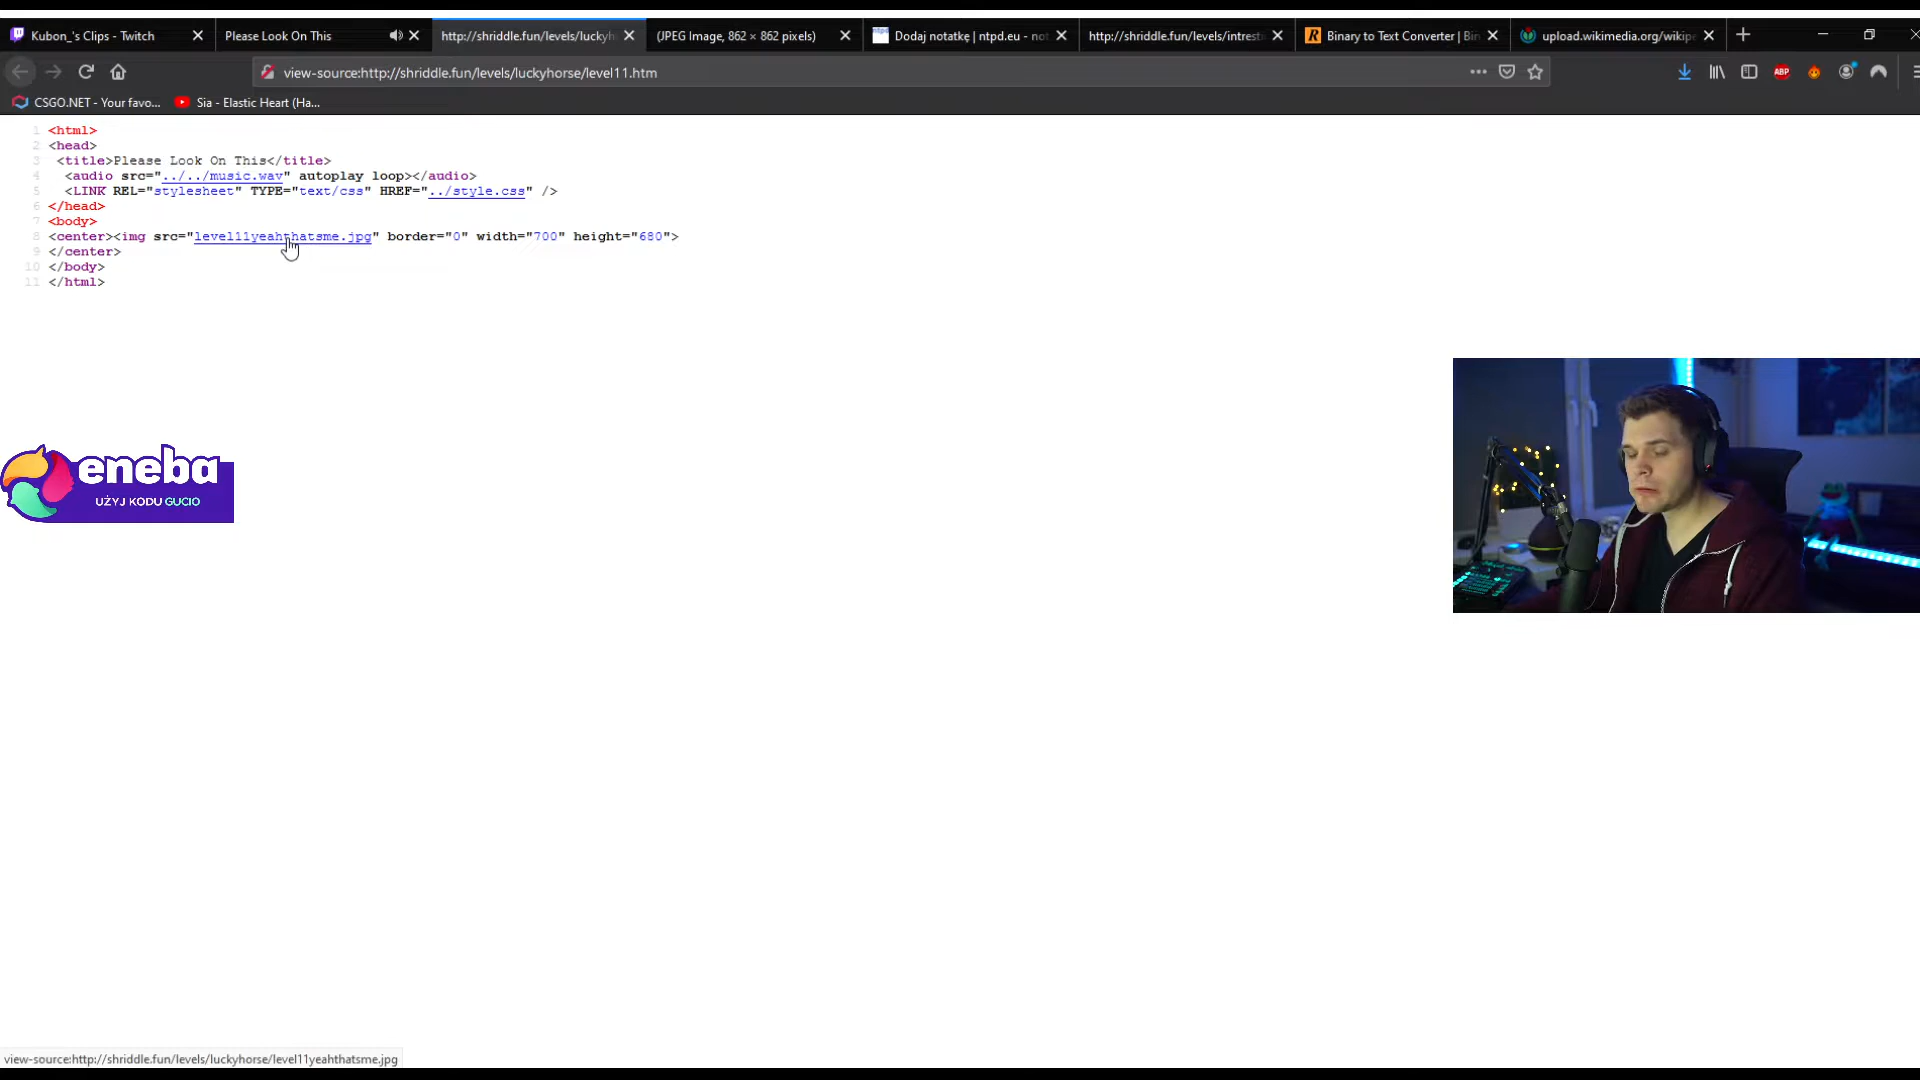 Kubon_'s Clips - Twitch
Please Look On This
http://shriddle.fun/levels/luckyh
(JPEG Image, 862 × 862 pixels)
Dodaj notatkę | ntpd.eu - not
http://shriddle.fun/levels/intrest
Binary to Text Converter | Bin
upload.wikimedia.org/wikipe
view-source:http://shriddle.fun/levels/luckyhorse/level11.htm
ABP
CSGO.NET - Your favo...
Sia - Elastic Heart (Ha...
1 <html>
2 <head>
3 <title>Please Look On This</title>
4 <audio src="../../music.wav" autoplay loop></audio>
5 <LINK REL="stylesheet" TYPE="text/css" HREF="../style.css" />
6 </head>
7 <body>
8 <center><img src="level11yeahthatsme.jpg" border="0" width="700" height="680">
9 </center>
10 </body>
11 </html>
eneba
UŻYJ KODU GUCIO
view-source:http://shriddle.fun/levels/luckyhorse/level11yeahthatsme.jpg